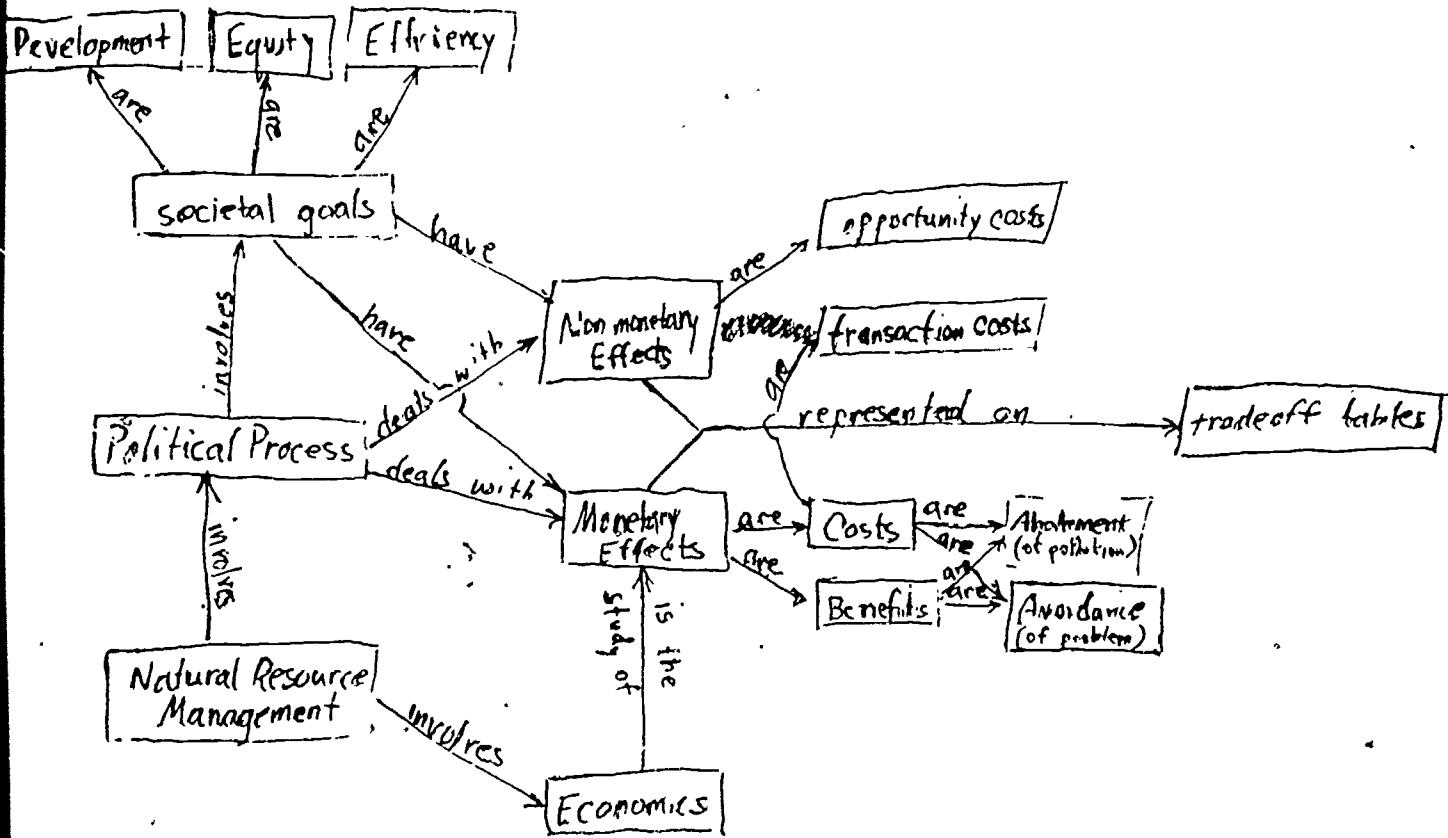 Development
Equity
Effriency
are
are
are
societal goals
have
opportunity costs
are
have
Non monetary
Effects
transaction costs
involves
deals with
are
represented on
tradeoff tables
Political Process
deals with
Monetary
Effects
are
Costs
are
Abatement
(of pollution)
are
are
are
Benefits
are
Avoidance
(of problem)
involves
is the
study of
Natural Resource
Management
involves
Economics